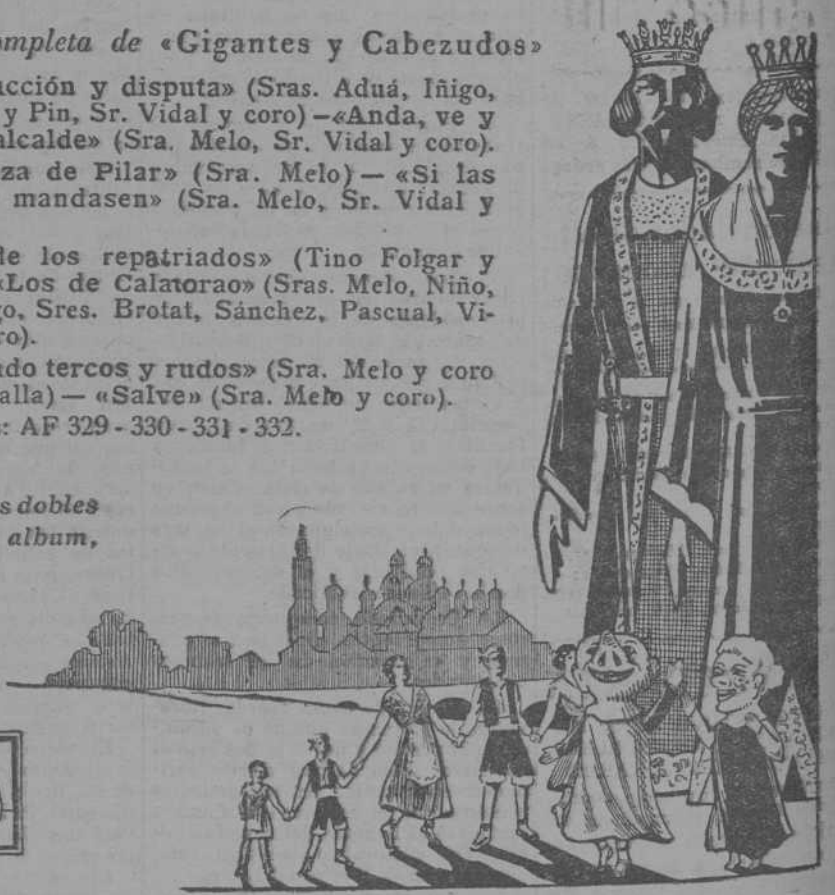 ompleta de «Gigantes y Cabezudos»
acción y disputa» (Sras. Aduá, Iñigo,
y Pin, Sr. Vidal y coro) — «Anda, ve y
alcalde» (Sra. Melo, Sr. Vidal y coro).
za de Pilar» (Sra. Melo) — «Si las
mandasen» (Sra. Melo, Sr. Vidal y
le los repatriados» (Tino Folgar y
«Los de Calatorao» (Sras. Melo, Niño,
go, Sres. Brotat, Sánchez, Pascual, Vi-
ro).
ndo tercos y rudos» (Sra. Melo y coro
alla) — «Salve» (Sra. Melo y coro).
: AF 329 - 330 - 331 - 332.
s dobles
album,